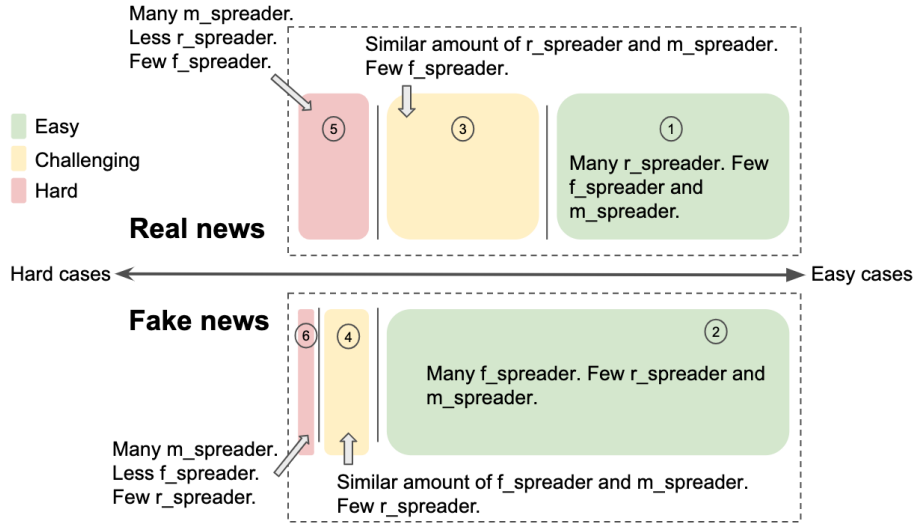 Many m_spreader.
Less r_spreader.
Few f_spreader.
Similar amount of r_spreader and m_spreader.
Few f_spreader.
Easy
Challenging
Hard
5
3
1
Many r_spreader. Few
f_spreader and
m_spreader.
Real news
Hard cases
Easy cases
Fake news
6
4
2
Many f_spreader. Few r_spreader and
m_spreader.
Many m_spreader.
Less f_spreader.
Few r_spreader.
Similar amount of f_spreader and m_spreader.
Few r_spreader.